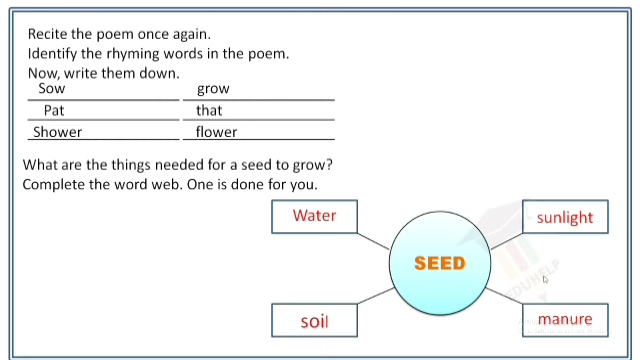 Recite the poem once again.
Identify the rhyming words in the poem.
Now, write them down.
Sow grow
Pat that
Shower flower
What are the things needed for a seed to grow?
Complete the word web. One is done for you.
Water sunlight
SEED
EDUHELP
soil manure